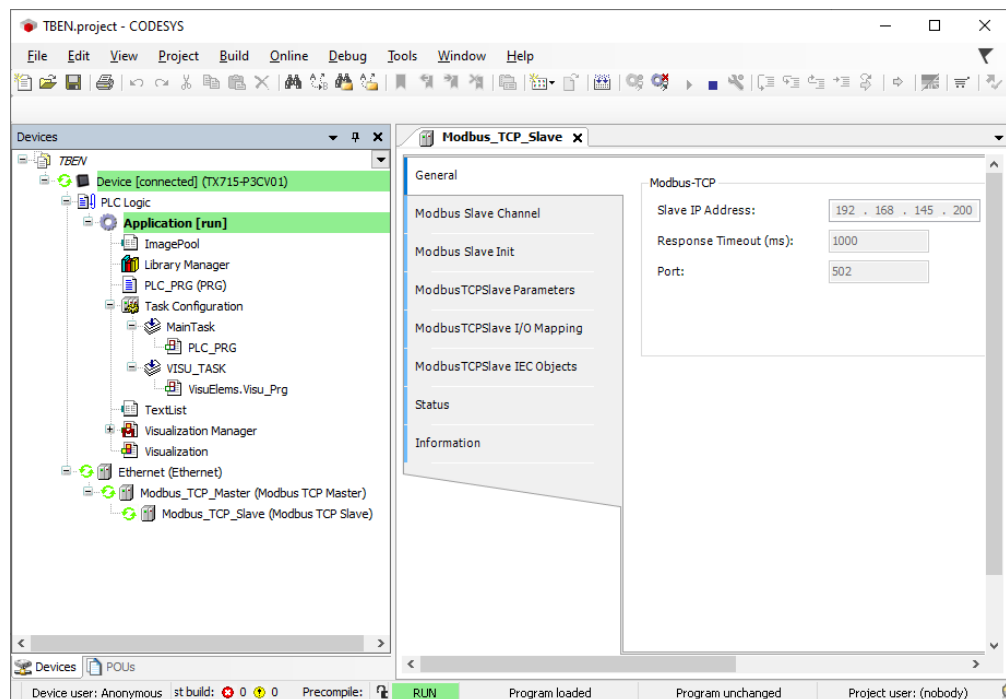 TBEN.project - CODESYS
File Edit View Project Build Online Debug Tools Window Help
Devices
TBEN
Device [connected] (TX715-P3CV01)
PLC Logic
Application [run]
ImagePool
Library Manager
PLC_PRG (PRG)
Task Configuration
MainTask
PLC_PRG
VISU_TASK
VisuElems.Visu_Prg
TextList
Visualization Manager
Visualization
Ethernet (Ethernet)
Modbus_TCP_Master (Modbus TCP Master)
Modbus_TCP_Slave (Modbus TCP Slave)
Devices POUs
Modbus_TCP_Slave
General
Modbus Slave Channel
Modbus Slave Init
ModbusTCPSlave Parameters
ModbusTCPSlave I/O Mapping
ModbusTCPSlave IEC Objects
Status
Information
Modbus-TCP
Slave IP Address: 192 . 168 . 145 . 200
Response Timeout (ms): 1000
Port: 502
Device user: Anonymous st build: 0 0 Precompile: RUN Program loaded Program unchanged Project user: (nobody)